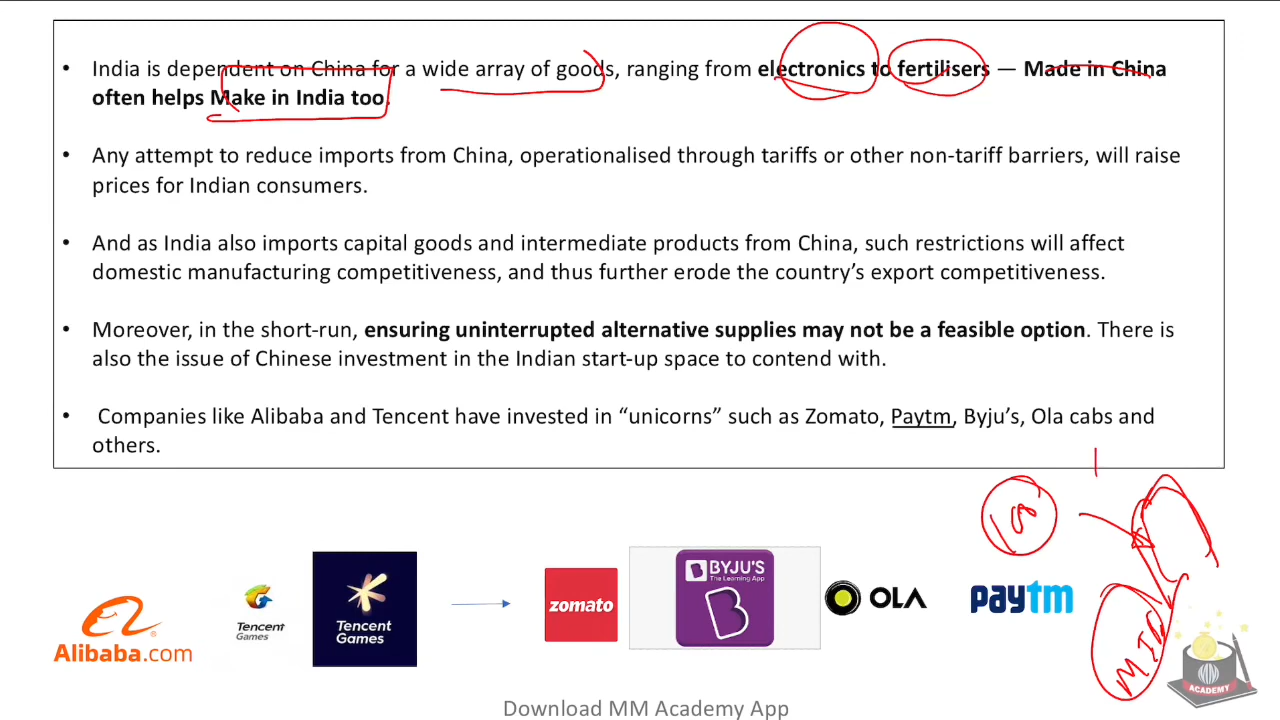 • India is dependent on China for a wide array of goods, ranging from electronics to fertilisers — Made in China
often helps Make in India too.
• Any attempt to reduce imports from China, operationalised through tariffs or other non-tariff barriers, will raise
prices for Indian consumers.
• And as India also imports capital goods and intermediate products from China, such restrictions will affect
domestic manufacturing competitiveness, and thus further erode the country’s export competitiveness.
• Moreover, in the short-run, ensuring uninterrupted alternative supplies may not be a feasible option. There is
also the issue of Chinese investment in the Indian start-up space to contend with.
• Companies like Alibaba and Tencent have invested in “unicorns” such as Zomato, Paytm, Byju’s, Ola cabs and
others.
Alibaba.com
Tencent
Games
Tencent
Games
zomato
BYJU'S
The Learning App
OLA
paytm
ACADEMY
Download MM Academy App